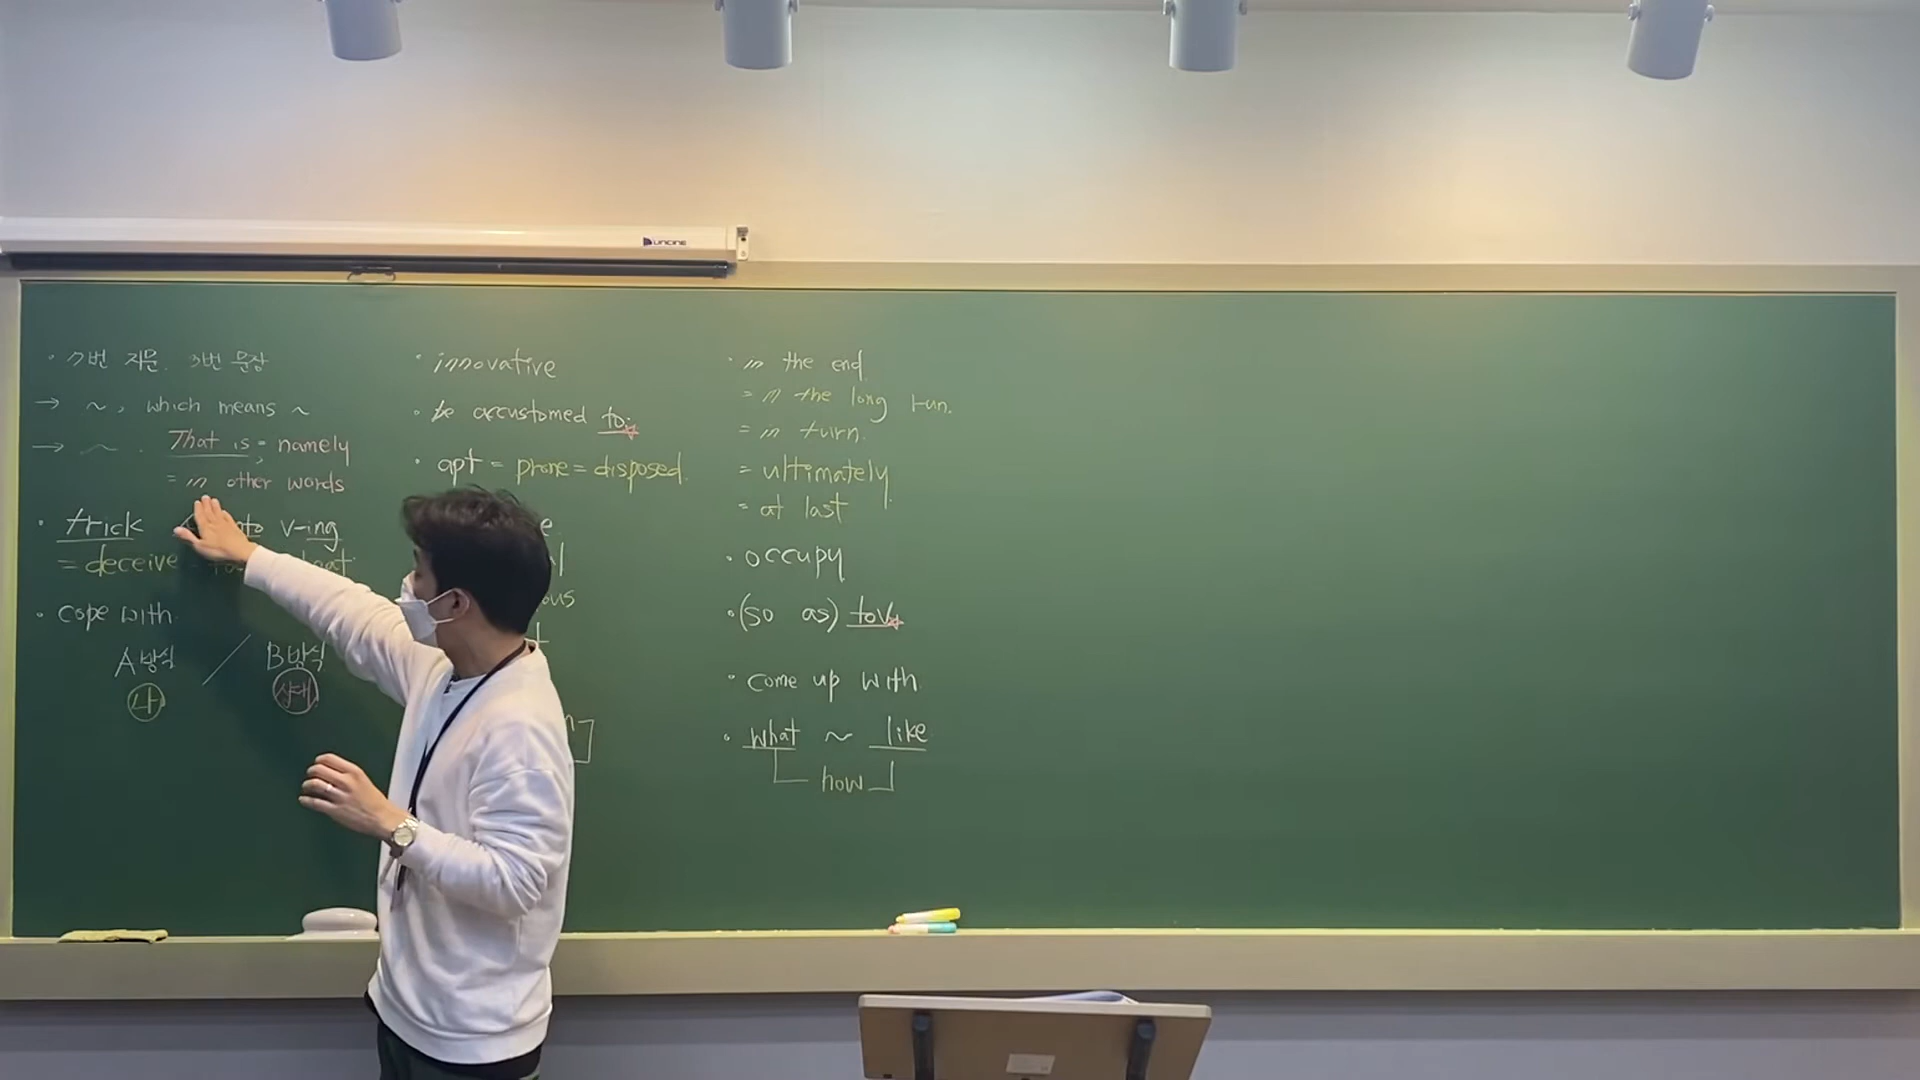 · 7번 지문. 3번 문장
→ ~, which means ~
→ ~. That is, = namely
= in other words
· trick into v-ing
= deceive
· cope with
A방식 / B방식
나 상대
· innovative
· be accustomed to
· apt = prone = disposed
· in the end
= in the long run.
= in turn.
= ultimately
= at last
· occupy
· (so as) to V
· come up with
· what ~ like
how
UNCINE